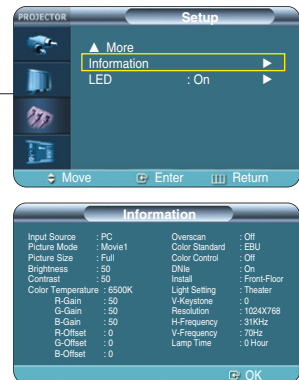 PROJECTOR
Setup
▲ More
Information ►
LED : On ►
Move Enter Return
Information
Input Source : PC
Picture Mode : Movie1
Picture Size : Full
Brightness : 50
Contrast : 50
Color Temperature : 6500K
R-Gain : 50
G-Gain : 50
B-Gain : 50
R-Offset : 0
G-Offset : 0
B-Offset : 0
Overscan : Off
Color Standard : EBU
Color Control : Off
DNIe : On
Install : Front-Floor
Light Setting : Theater
V-Keystone : 0
Resolution : 1024X768
H-Frequency : 31KHz
V-Frequency : 70Hz
Lamp Time : 0 Hour
OK